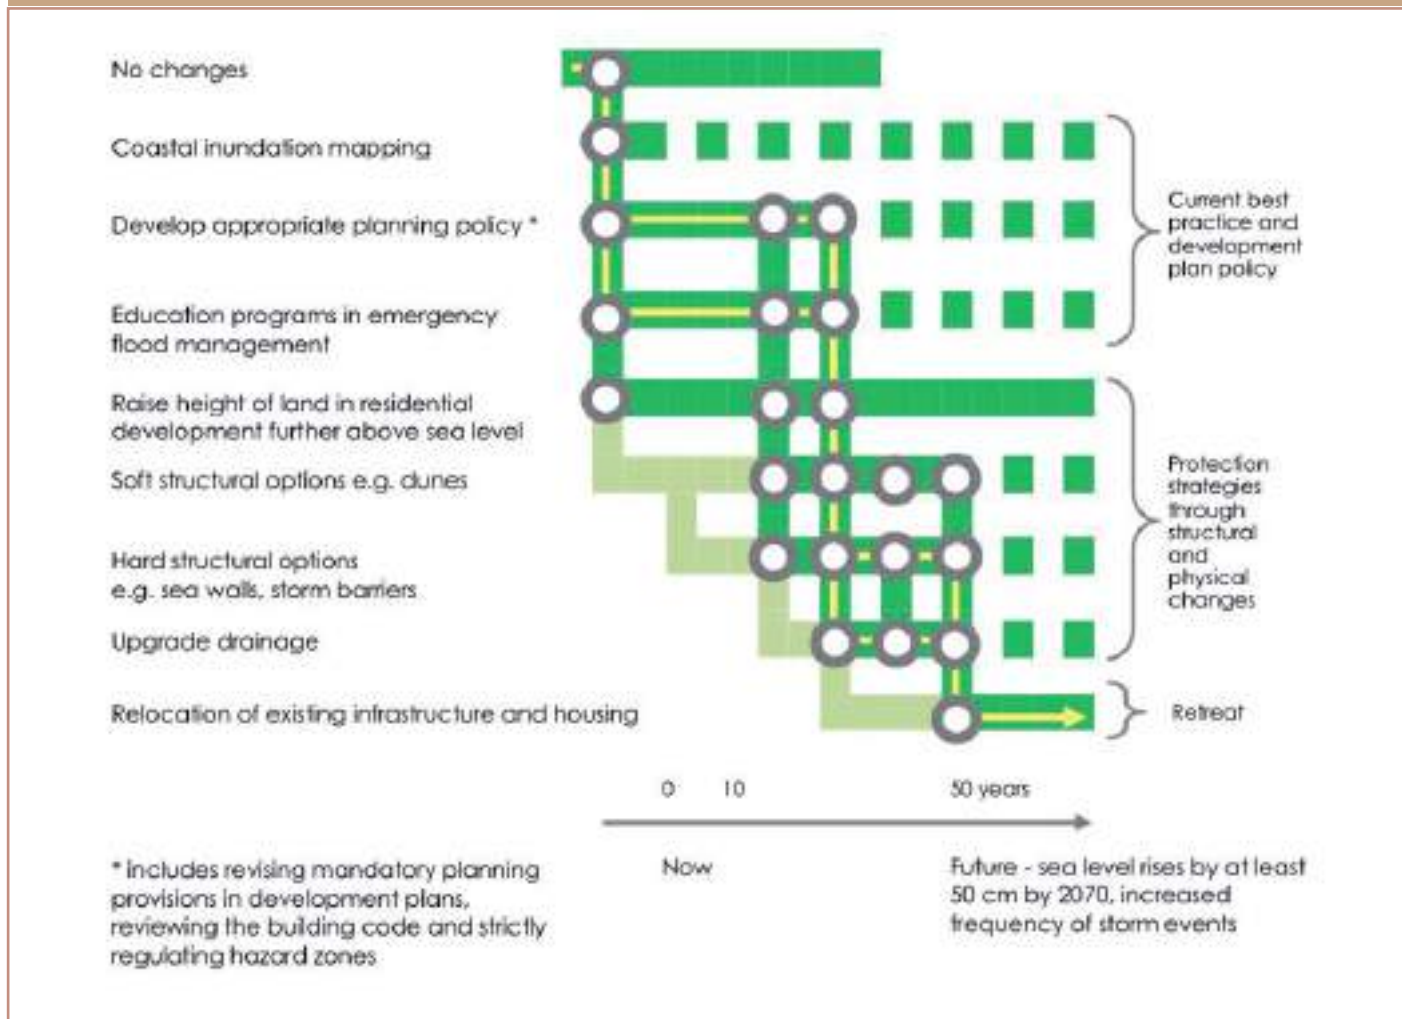 No changes
Coastal inundation mapping
Develop appropriate planning policy *
Education programs in emergency
flood management
Raise height of land in residential
development further above sea level
Soft structural options e.g. dunes
Hard structural options
e.g. sea walls, storm barriers
Upgrade drainage
Relocation of existing infrastructure and housing
Current best
practice and
development
plan policy
Protection
strategies
through
structural
and
physical
changes
Retreat
0 10 50 years
Now
Future - sea level rises by at least
50 cm by 2070, increased
frequency of storm events
* includes revising mandatory planning
provisions in development plans,
reviewing the building code and strictly
regulating hazard zones